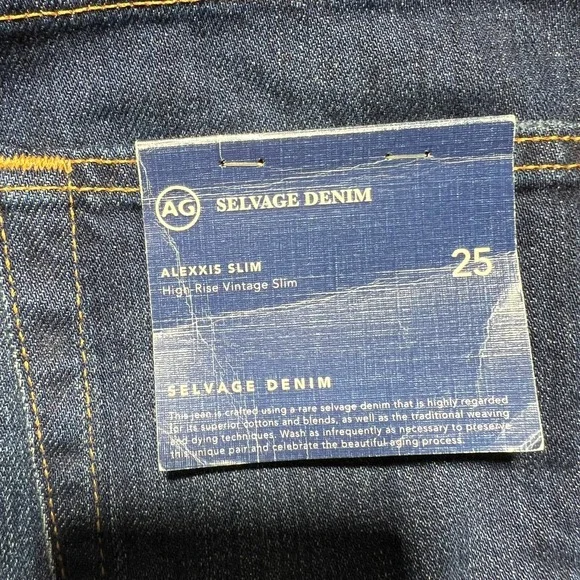 AG SELVAGE DENIM
ALEXXIS SLIM
25
High-Rise Vintage Slim
SELVAGE DENIM
This jean is crafted using a rare selvage denim that is highly regarded
for its superior cottons and blends, as well as the traditional weaving
and dying techniques. Wash as infrequently as necessary to preserve
this unique pair and celebrate the beautiful aging process.